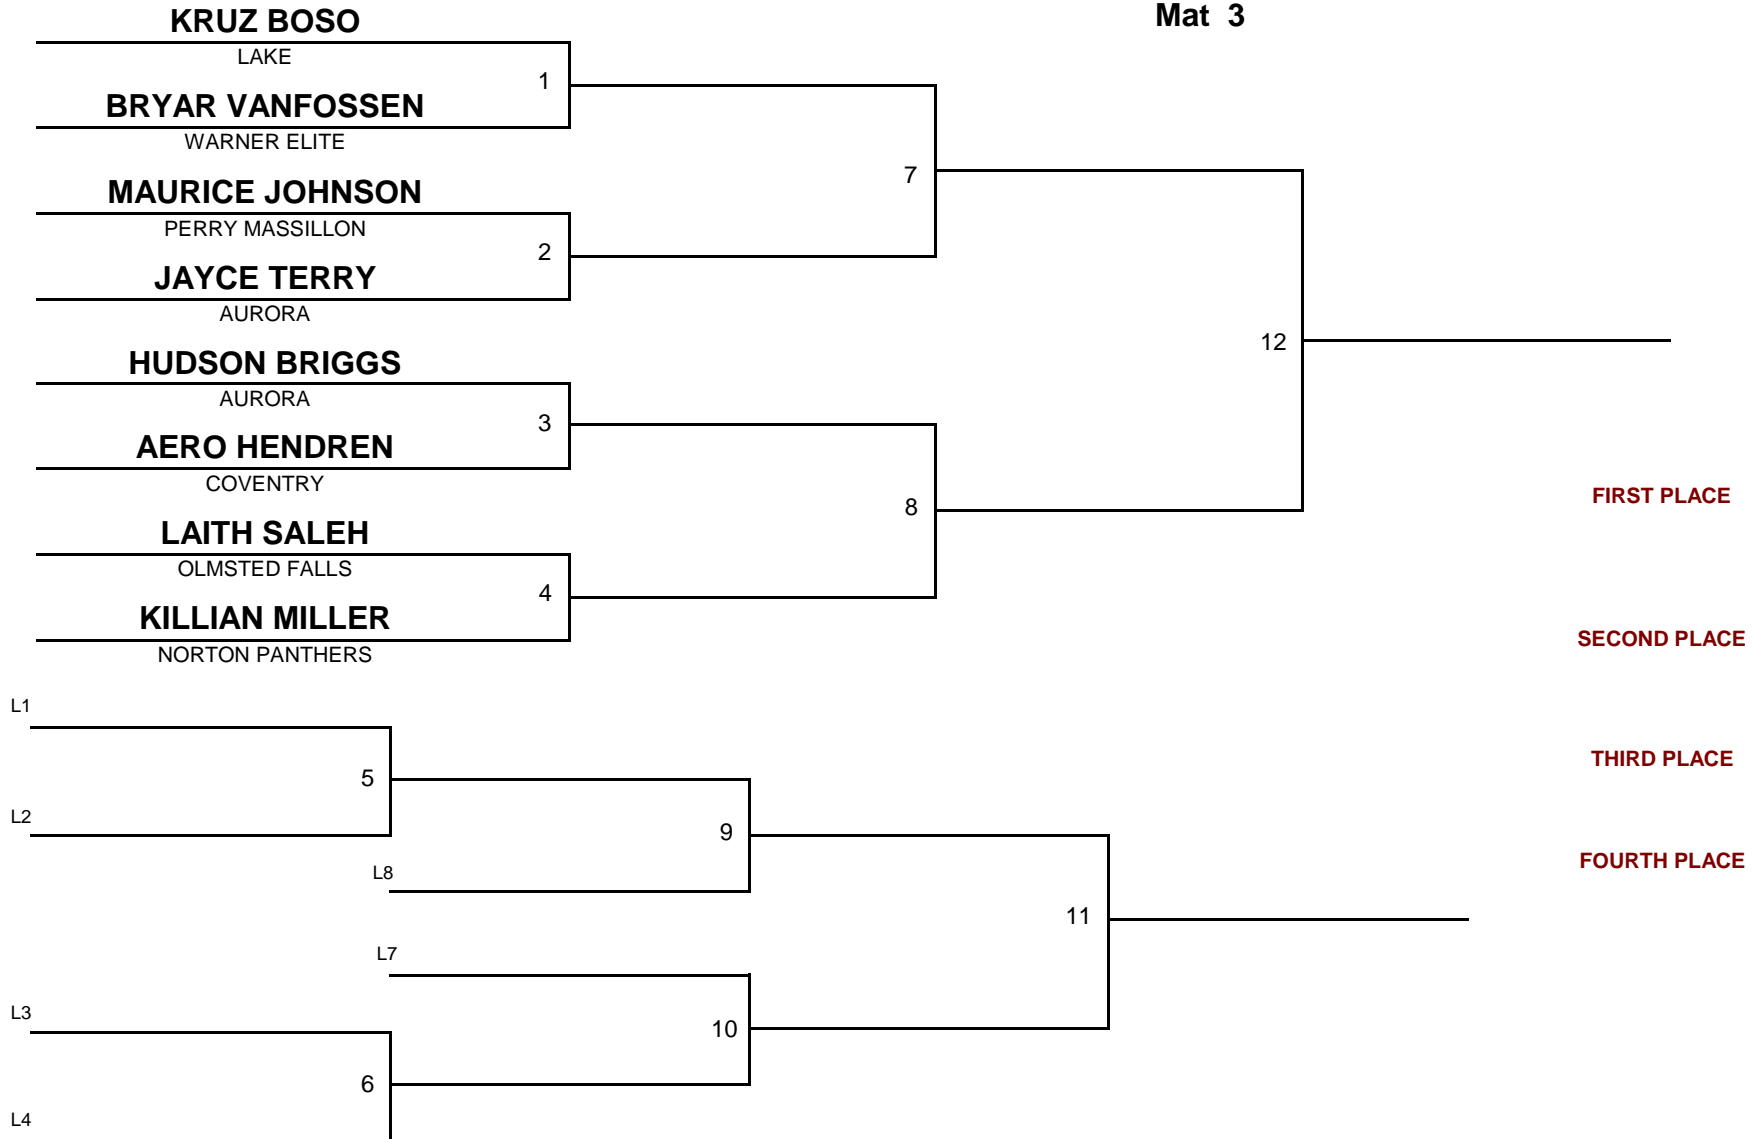 Mat 3
KRUZ BOSO
LAKE
1
BRYAR VANFOSSEN
WARNER ELITE
7
MAURICE JOHNSON
PERRY MASSILLON
2
JAYCE TERRY
AURORA
12
HUDSON BRIGGS
AURORA
3
AERO HENDREN
COVENTRY
FIRST PLACE
8
LAITH SALEH
OLMSTED FALLS
4
KILLIAN MILLER
NORTON PANTHERS
SECOND PLACE
L1
THIRD PLACE
5
L2
9
FOURTH PLACE
L8
11
L7
L3
10
6
L4